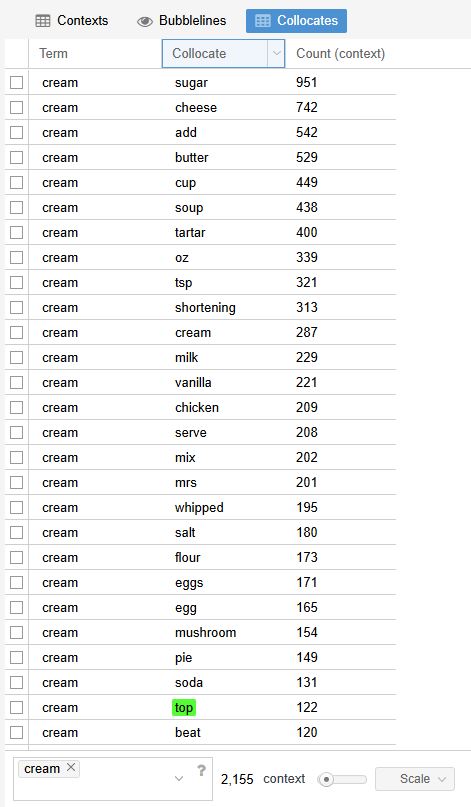 Contexts Bubblelines Collocates
Term Collocate Count (context)
cream sugar 951
cream cheese 742
cream add 542
cream butter 529
cream cup 449
cream soup 438
cream tartar 400
cream oz 339
cream tsp 321
cream shortening 313
cream cream 287
cream milk 229
cream vanilla 221
cream chicken 209
cream serve 208
cream mix 202
cream mrs 201
cream whipped 195
cream salt 180
cream flour 173
cream eggs 171
cream egg 165
cream mushroom 154
cream pie 149
cream soda 131
cream top 122
cream beat 120
cream × ? 2,155 context Scale